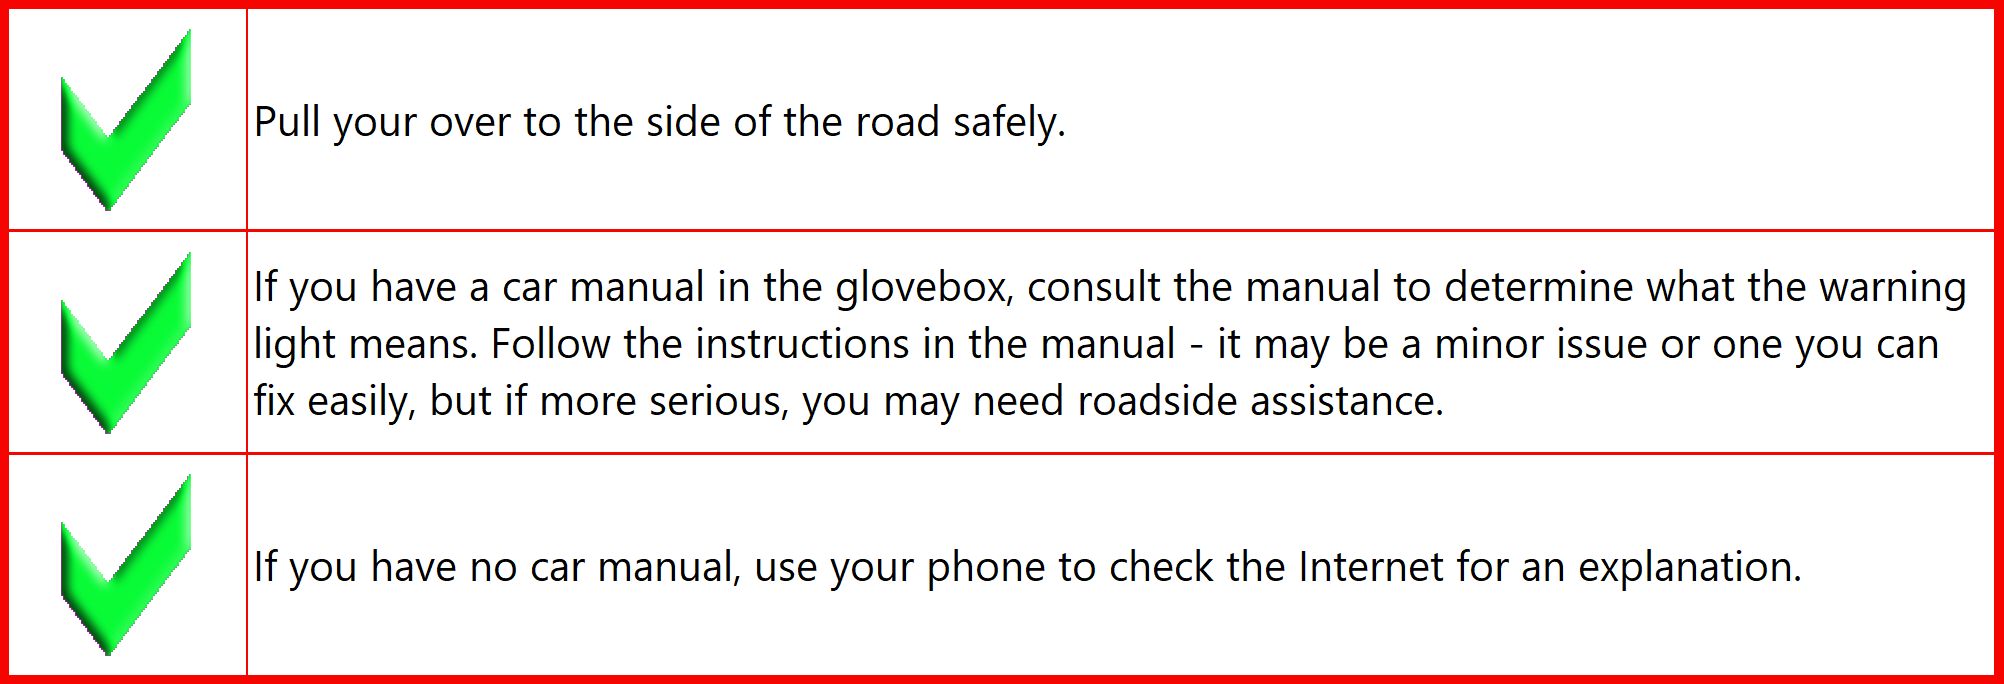 Pull your over to the side of the road safely.
If you have a car manual in the glovebox, consult the manual to determine what the warning
light means. Follow the instructions in the manual - it may be a minor issue or one you can
fix easily, but if more serious, you may need roadside assistance.
If you have no car manual, use your phone to check the Internet for an explanation.